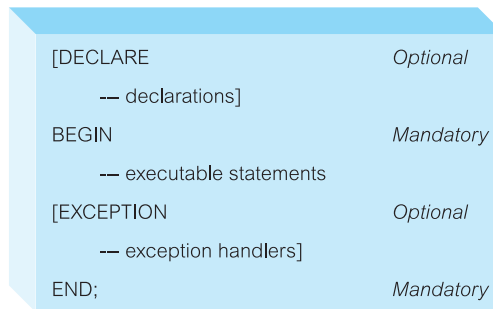 [DECLARE Optional
-- declarations]
BEGIN Mandatory
-- executable statements
[EXCEPTION Optional
-- exception handlers]
END; Mandatory